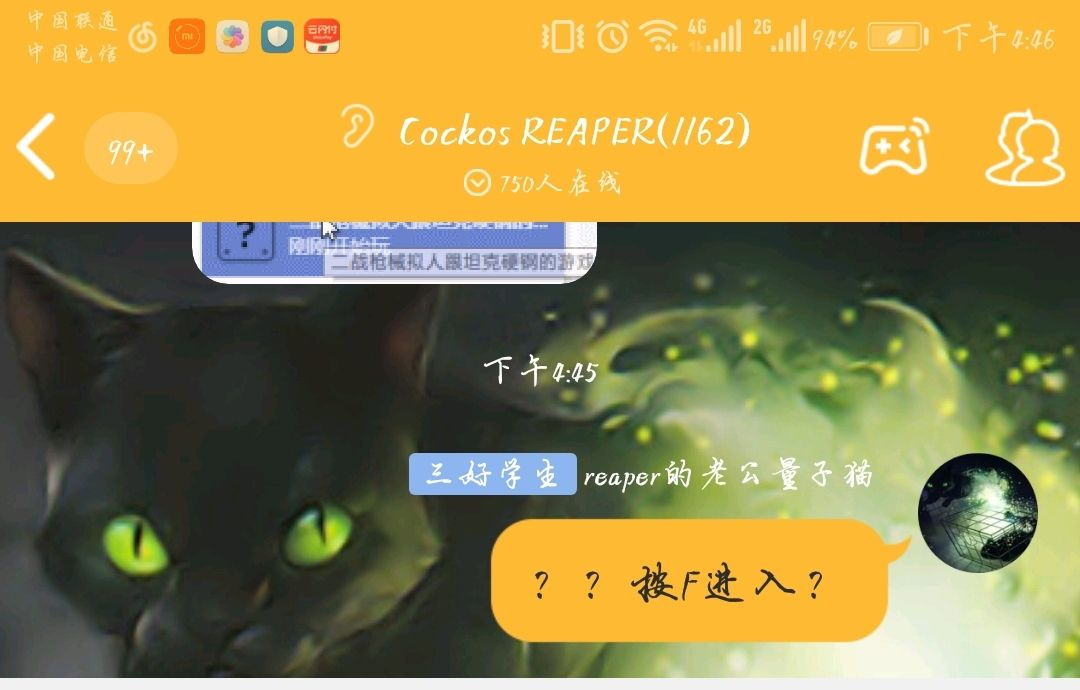 中国联通
中国电信
mi
云闪付
4G
2G
94%
下午4:46
99+
Cockos REAPER(1162)
750人在线
?
刚刚开始玩
二战枪械拟人跟坦克硬钢的游戏
下午4:45
三好学生 reaper的老公量子猫
？？按F进入？